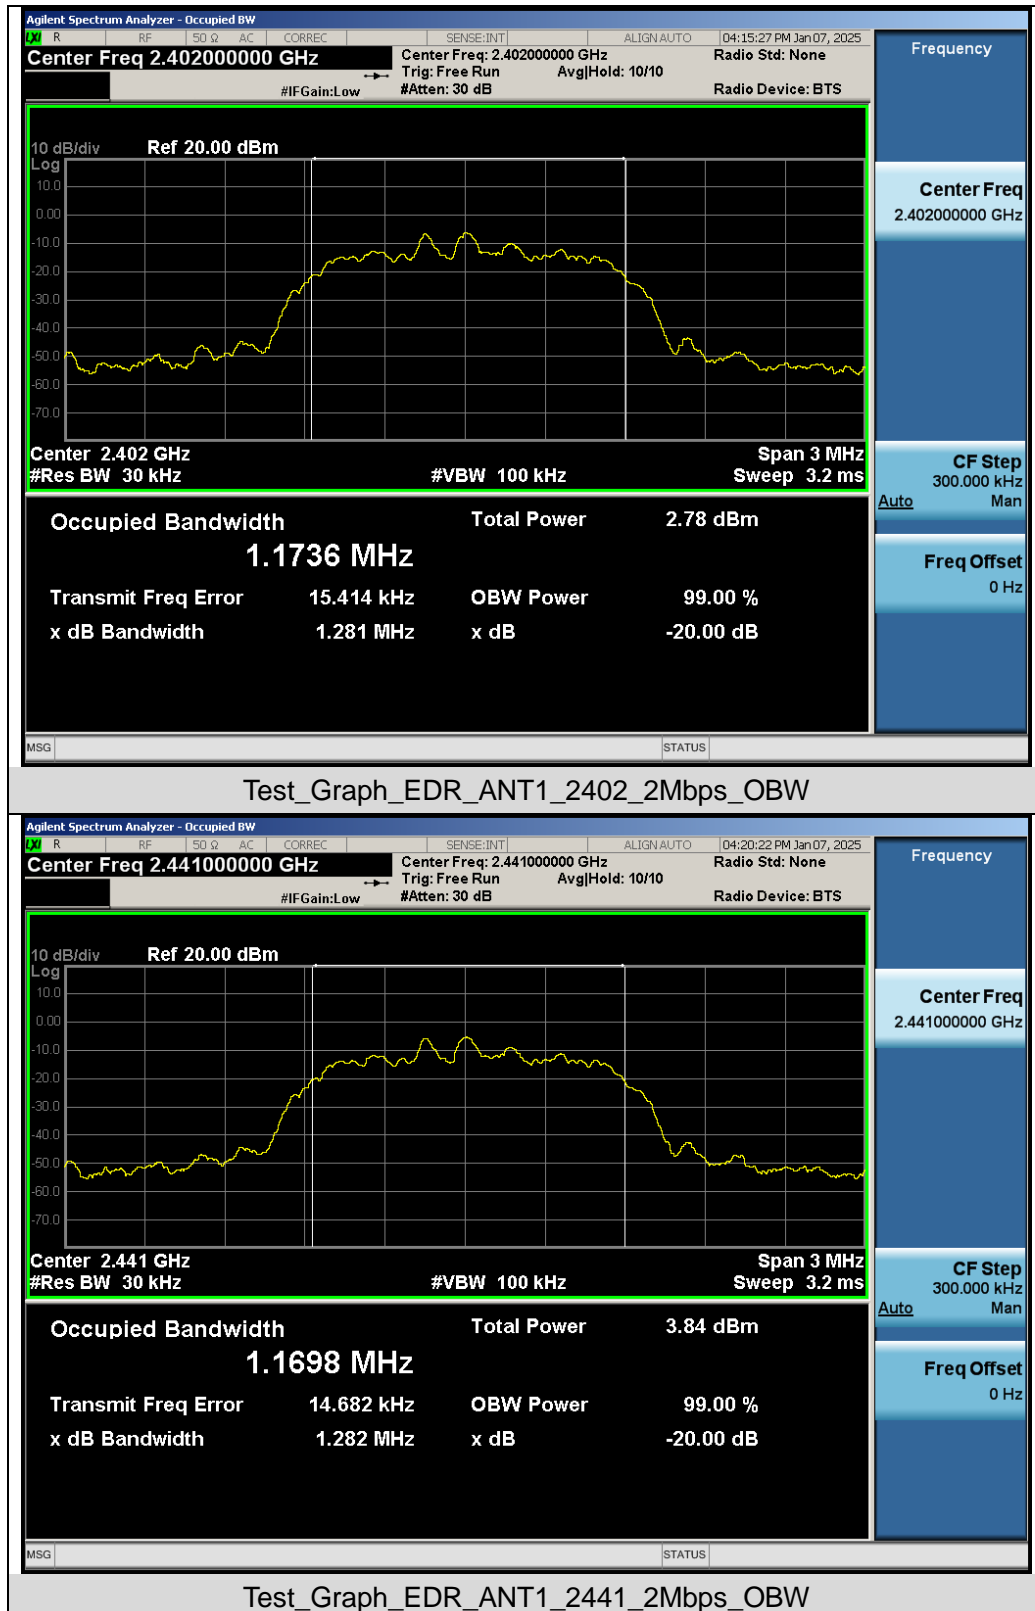 Agilent Spectrum Analyzer - Occupied BW
LXI R RF 50 Ω AC CORREC SENSE:INT ALIGN AUTO 04:15:27 PM Jan 07, 2025
Center Freq 2.402000000 GHz
Center Freq: 2.402000000 GHz
Radio Std: None
Trig: Free Run Avg|Hold: 10/10
#IFGain:Low
#Atten: 30 dB
Radio Device: BTS
Frequency
10 dB/div Ref 20.00 dBm
Log
10.0
0.00
-10.0
-20.0
-30.0
-40.0
-50.0
-60.0
-70.0
Center 2.402 GHz Span 3 MHz
#Res BW 30 kHz #VBW 100 kHz Sweep 3.2 ms
Center Freq
2.402000000 GHz
CF Step
300.000 kHz
Auto Man
Freq Offset
0 Hz
Occupied Bandwidth Total Power 2.78 dBm
1.1736 MHz
Transmit Freq Error 15.414 kHz OBW Power 99.00 %
x dB Bandwidth 1.281 MHz x dB -20.00 dB
MSG STATUS
Test_Graph_EDR_ANT1_2402_2Mbps_OBW
Agilent Spectrum Analyzer - Occupied BW
LXI R RF 50 Ω AC CORREC SENSE:INT ALIGN AUTO 04:20:22 PM Jan 07, 2025
Center Freq 2.441000000 GHz
Center Freq: 2.441000000 GHz
Radio Std: None
Trig: Free Run Avg|Hold: 10/10
#IFGain:Low
#Atten: 30 dB
Radio Device: BTS
Frequency
10 dB/div Ref 20.00 dBm
Log
10.0
0.00
-10.0
-20.0
-30.0
-40.0
-50.0
-60.0
-70.0
Center 2.441 GHz Span 3 MHz
#Res BW 30 kHz #VBW 100 kHz Sweep 3.2 ms
Center Freq
2.441000000 GHz
CF Step
300.000 kHz
Auto Man
Freq Offset
0 Hz
Occupied Bandwidth Total Power 3.84 dBm
1.1698 MHz
Transmit Freq Error 14.682 kHz OBW Power 99.00 %
x dB Bandwidth 1.282 MHz x dB -20.00 dB
MSG STATUS
Test_Graph_EDR_ANT1_2441_2Mbps_OBW